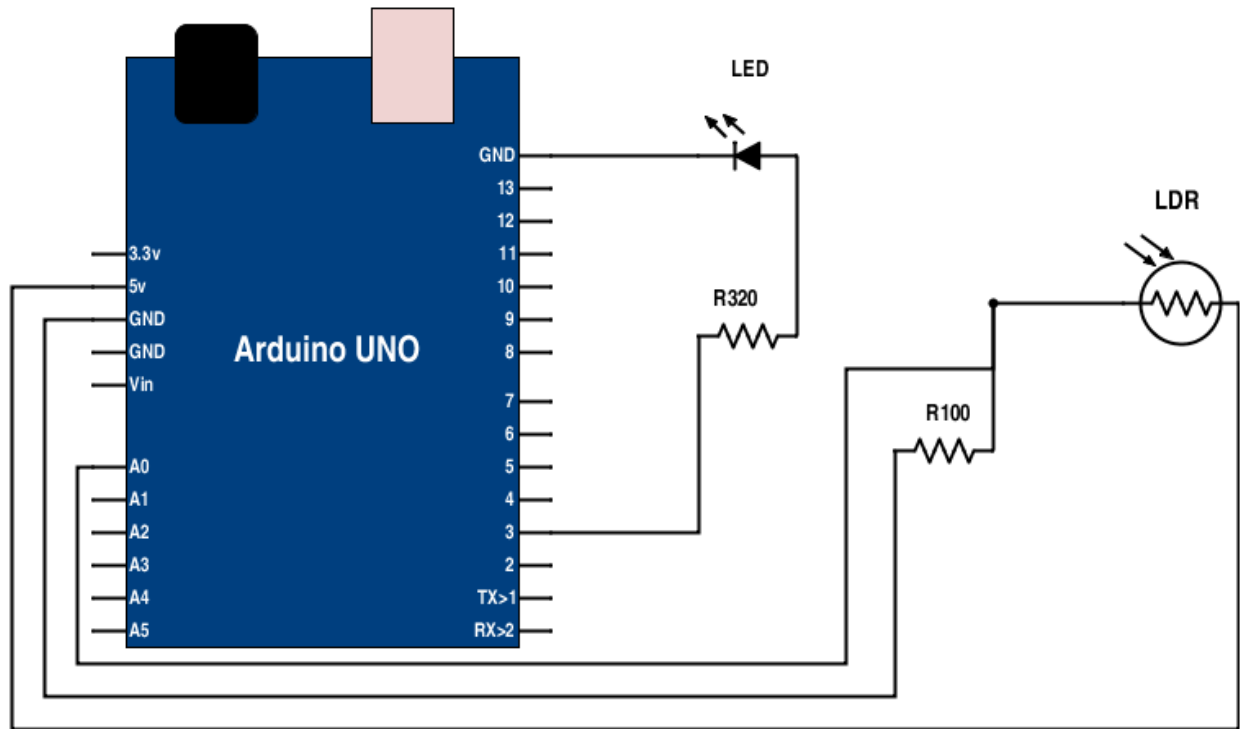 LED
GND
13
12
11
10
9
8
7
6
5
4
3
2
TX>1
RX>2
3.3v
5v
GND
GND
Vin
A0
A1
A2
A3
A4
A5
Arduino UNO
R320
LDR
R100